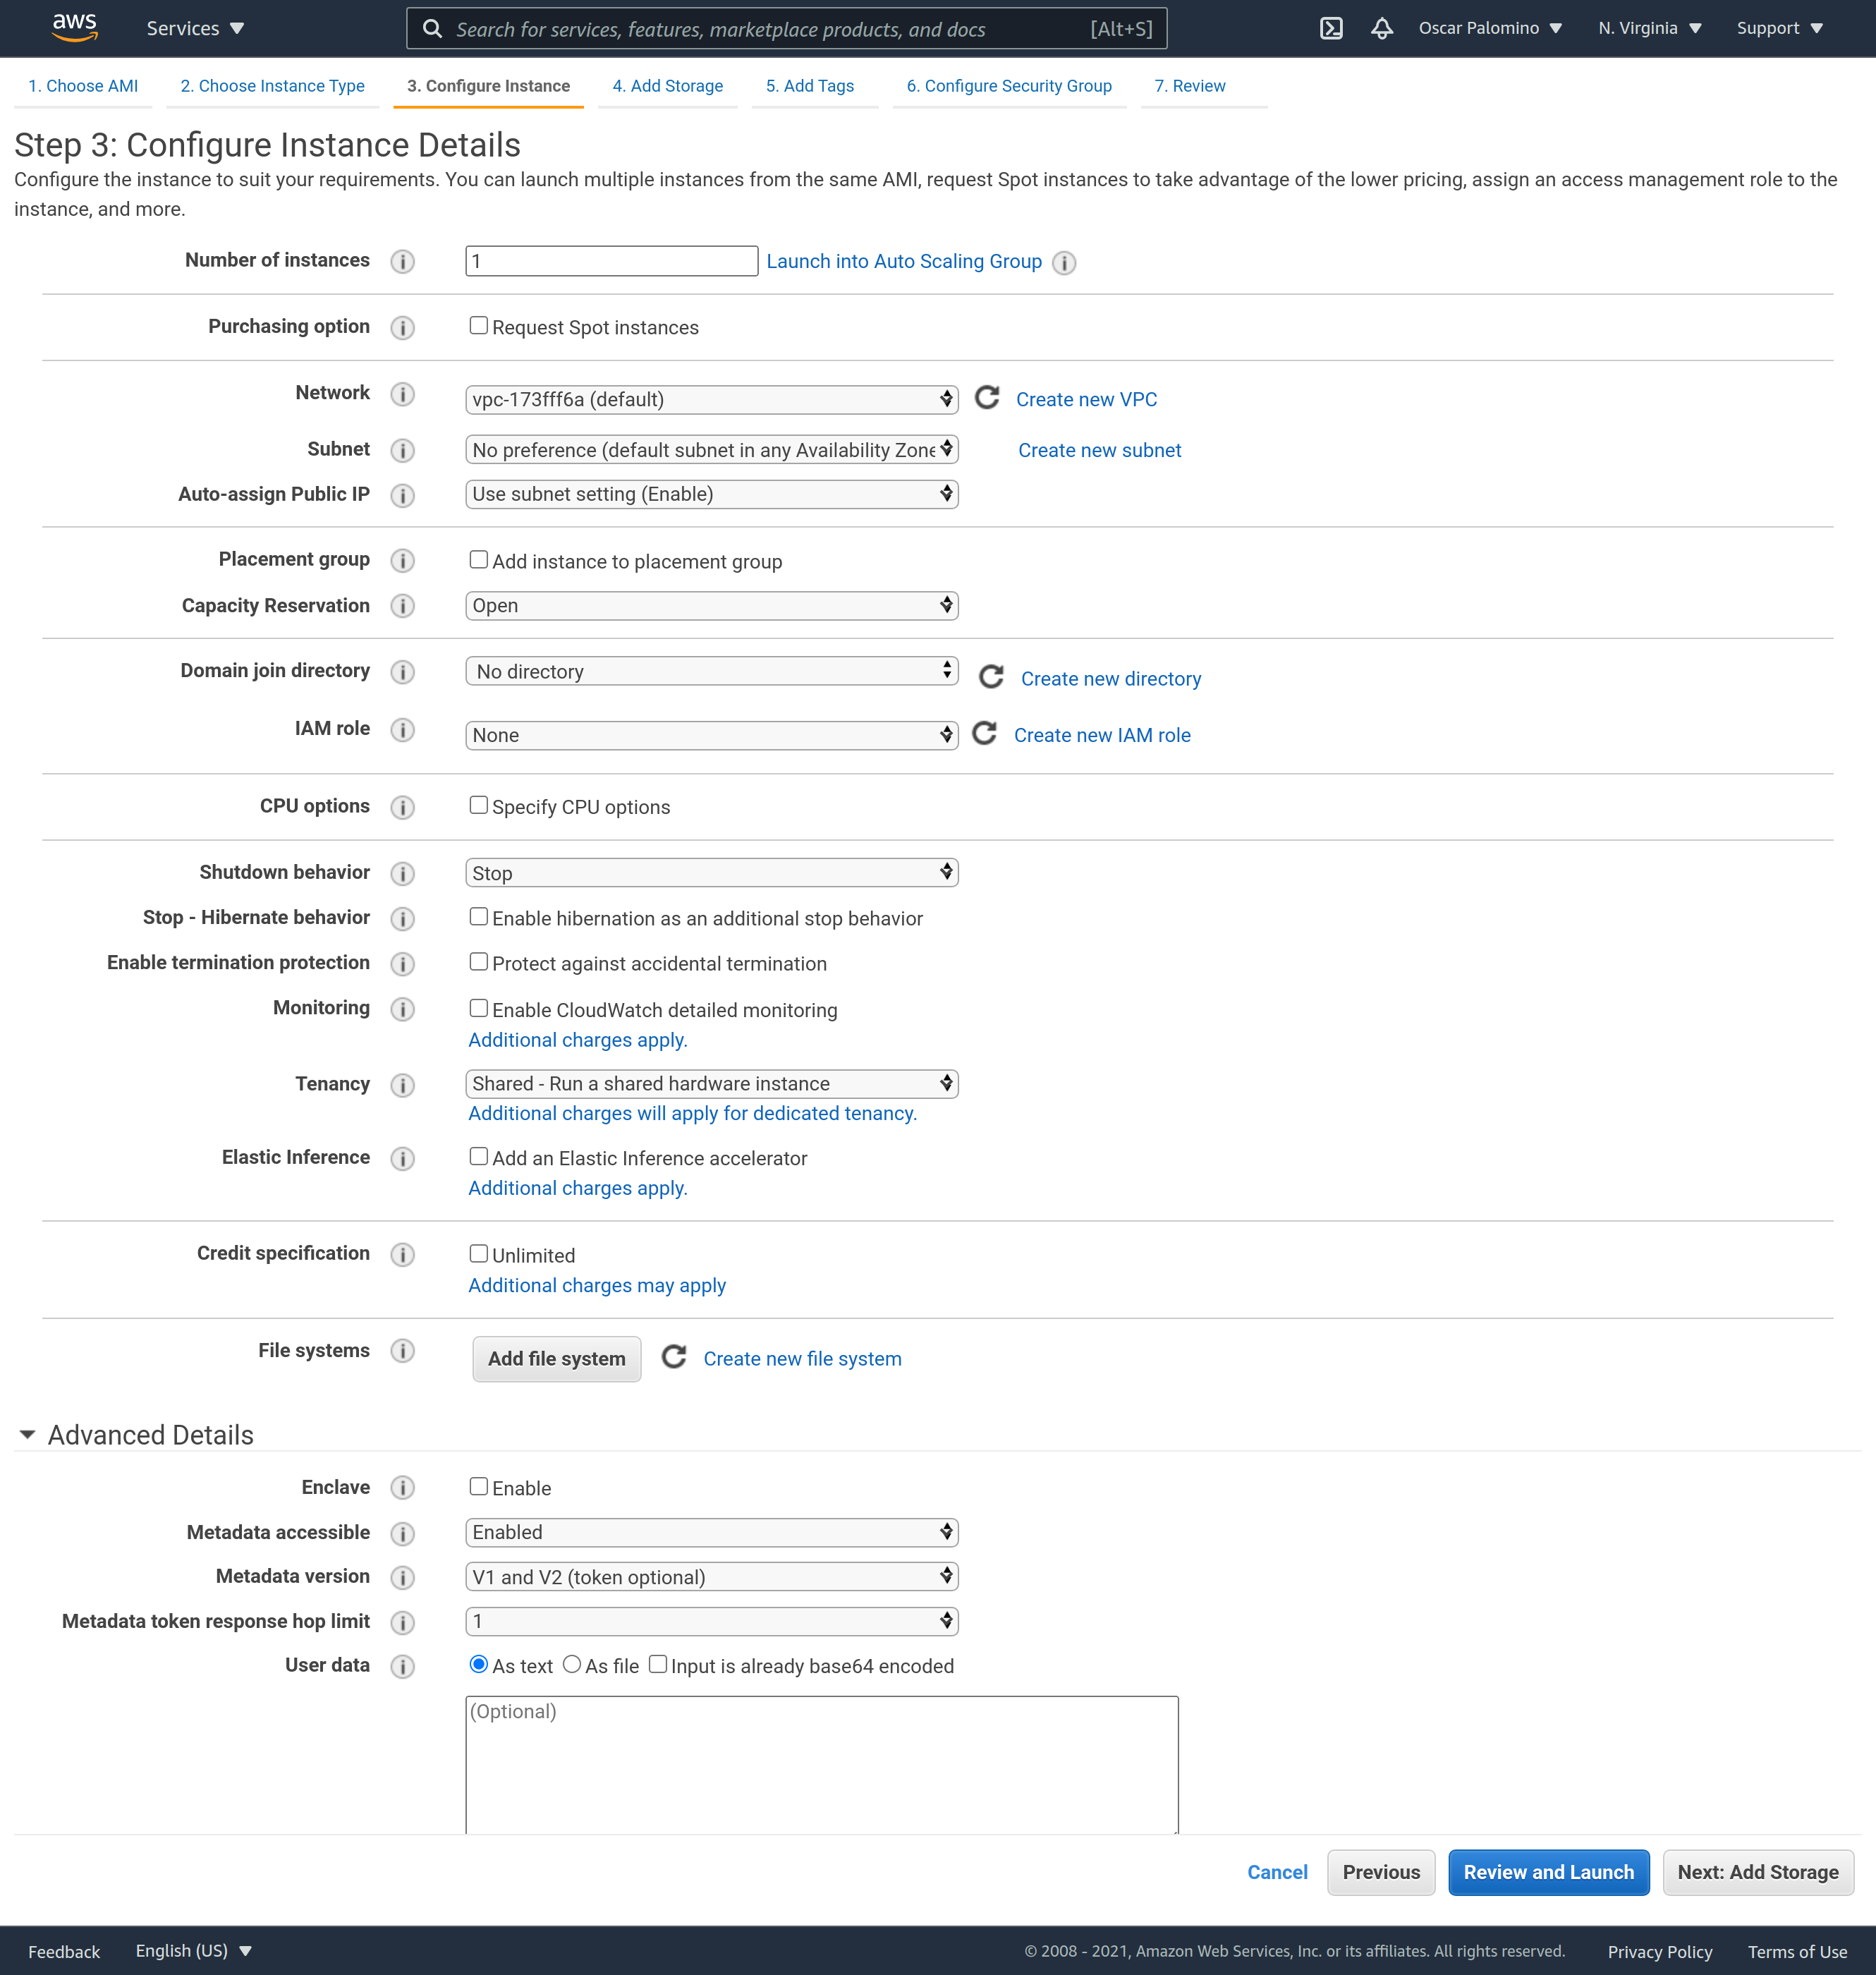 aws
Services
Search for services, features, marketplace products, and docs [Alt+S]
Oscar Palomino
N. Virginia
Support
1. Choose AMI
2. Choose Instance Type
3. Configure Instance
4. Add Storage
5. Add Tags
6. Configure Security Group
7. Review
Step 3: Configure Instance Details
Configure the instance to suit your requirements. You can launch multiple instances from the same AMI, request Spot instances to take advantage of the lower pricing, assign an access management role to the
instance, and more.
Number of instances 1 Launch into Auto Scaling Group
Purchasing option Request Spot instances
Network vpc-173fff6a (default) Create new VPC
Subnet No preference (default subnet in any Availability Zone Create new subnet
Auto-assign Public IP Use subnet setting (Enable)
Placement group Add instance to placement group
Capacity Reservation Open
Domain join directory No directory Create new directory
IAM role None Create new IAM role
CPU options Specify CPU options
Shutdown behavior Stop
Stop - Hibernate behavior Enable hibernation as an additional stop behavior
Enable termination protection Protect against accidental termination
Monitoring Enable CloudWatch detailed monitoring
Additional charges apply.
Tenancy Shared - Run a shared hardware instance
Additional charges will apply for dedicated tenancy.
Elastic Inference Add an Elastic Inference accelerator
Additional charges apply.
Credit specification Unlimited
Additional charges may apply
File systems Add file system Create new file system
Advanced Details
Enclave Enable
Metadata accessible Enabled
Metadata version V1 and V2 (token optional)
Metadata token response hop limit 1
User data As text As file Input is already base64 encoded
(Optional)
Cancel Previous Review and Launch Next: Add Storage
Feedback English (US) © 2008 - 2021, Amazon Web Services, Inc. or its affiliates. All rights reserved. Privacy Policy Terms of Use